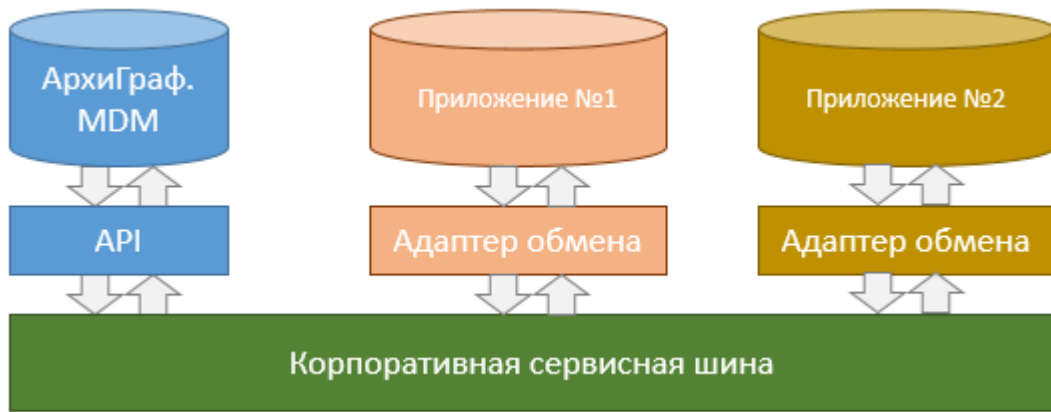 АрхиГраф.
MDM
Приложение №1
Приложение №2
API
Адаптер обмена
Адаптер обмена
Корпоративная сервисная шина